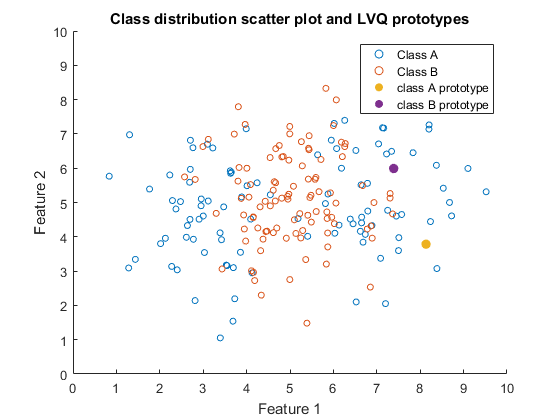 Class distribution scatter plot and LVQ prototypes
Class A
Class B
class A prototype
class B prototype
Feature 2
10
9
8
7
6
5
4
3
2
1
0
0 1 2 3 4 5 6 7 8 9 10
Feature 1